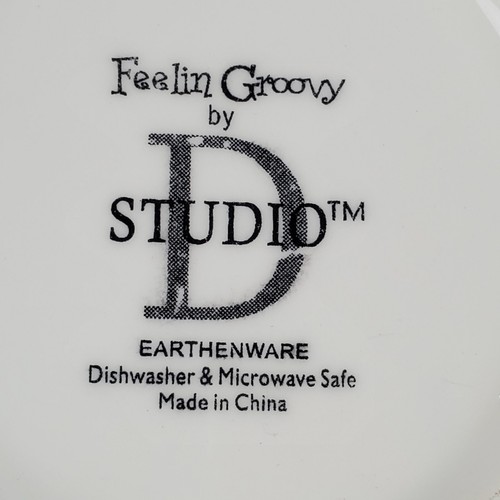 Feelin Groovy
by
D
STUDIO™
EARTHENWARE
Dishwasher & Microwave Safe
Made in China